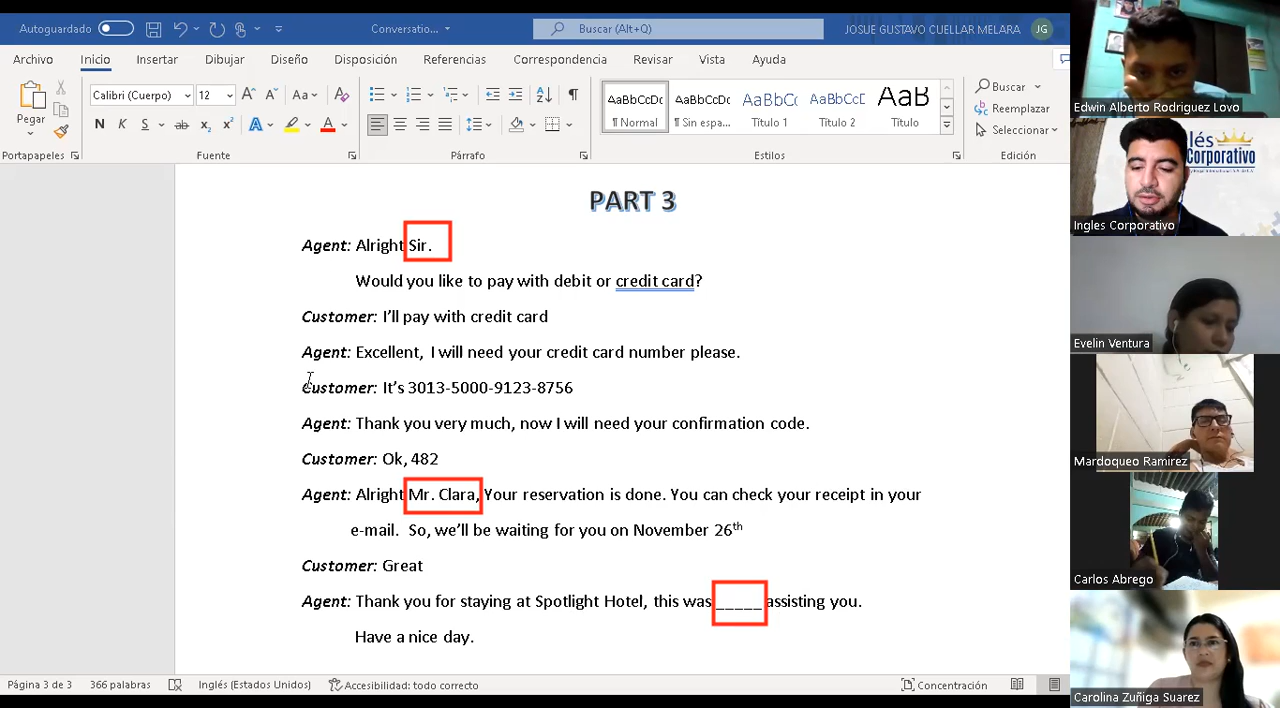 Autoguardado
Conversatio...
Buscar (Alt+Q)
JOSUE GUSTAVO CUELLAR MELARA
JG
Archivo Inicio Insertar Dibujar Diseño Disposición Referencias Correspondencia Revisar Vista Ayuda
Pegar
Calibri (Cuerpo) 12
Aa
N K S ab x₂ x² A A
AaBbCcDc AaBbCcDc AaBbC AaBbCcD AaB
¶ Normal ¶ Sin espa... Título 1 Título 2 Título
Buscar
Reemplazar
Seleccionar
Portapapeles Fuente Párrafo Estilos Edición
PART 3
Agent: Alright Sir.
Would you like to pay with debit or credit card?
Customer: I'll pay with credit card
Agent: Excellent, I will need your credit card number please.
Customer: It's 3013-5000-9123-8756
Agent: Thank you very much, now I will need your confirmation code.
Customer: Ok, 482
Agent: Alright Mr. Clara, Your reservation is done. You can check your receipt in your
e-mail. So, we'll be waiting for you on November 26th
Customer: Great
Agent: Thank you for staying at Spotlight Hotel, this was _____ assisting you.
Have a nice day.
Página 3 de 3 366 palabras Inglés (Estados Unidos) Accesibilidad: todo correcto Concentración
Edwin Alberto Rodriguez Lovo
lés
Corporativo
Ingles Corporativo
Evelin Ventura
Mardoqueo Ramirez
Carlos Abrego
Carolina Zuñiga Suarez